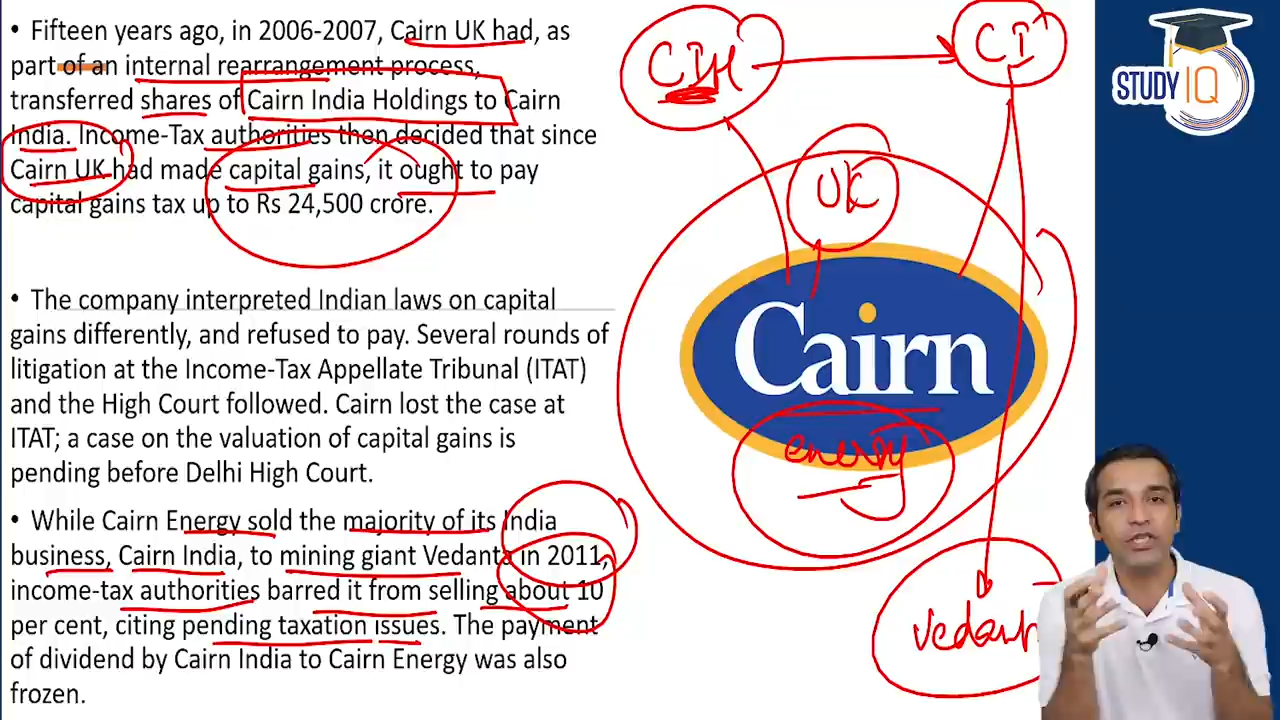 • Fifteen years ago, in 2006-2007, Cairn UK had, as
part of an internal rearrangement process,
transferred shares of Cairn India Holdings to Cairn
India. Income-Tax authorities then decided that since
Cairn UK had made capital gains, it ought to pay
capital gains tax up to Rs 24,500 crore.
• The company interpreted Indian laws on capital
gains differently, and refused to pay. Several rounds of
litigation at the Income-Tax Appellate Tribunal (ITAT)
and the High Court followed. Cairn lost the case at
ITAT; a case on the valuation of capital gains is
pending before Delhi High Court.
• While Cairn Energy sold the majority of its India
business, Cairn India, to mining giant Vedanta in 2011,
income-tax authorities barred it from selling about 10
per cent, citing pending taxation issues. The payment
of dividend by Cairn India to Cairn Energy was also
frozen.
CIH
CI
UK
Cairn
energy
STUDY IQ